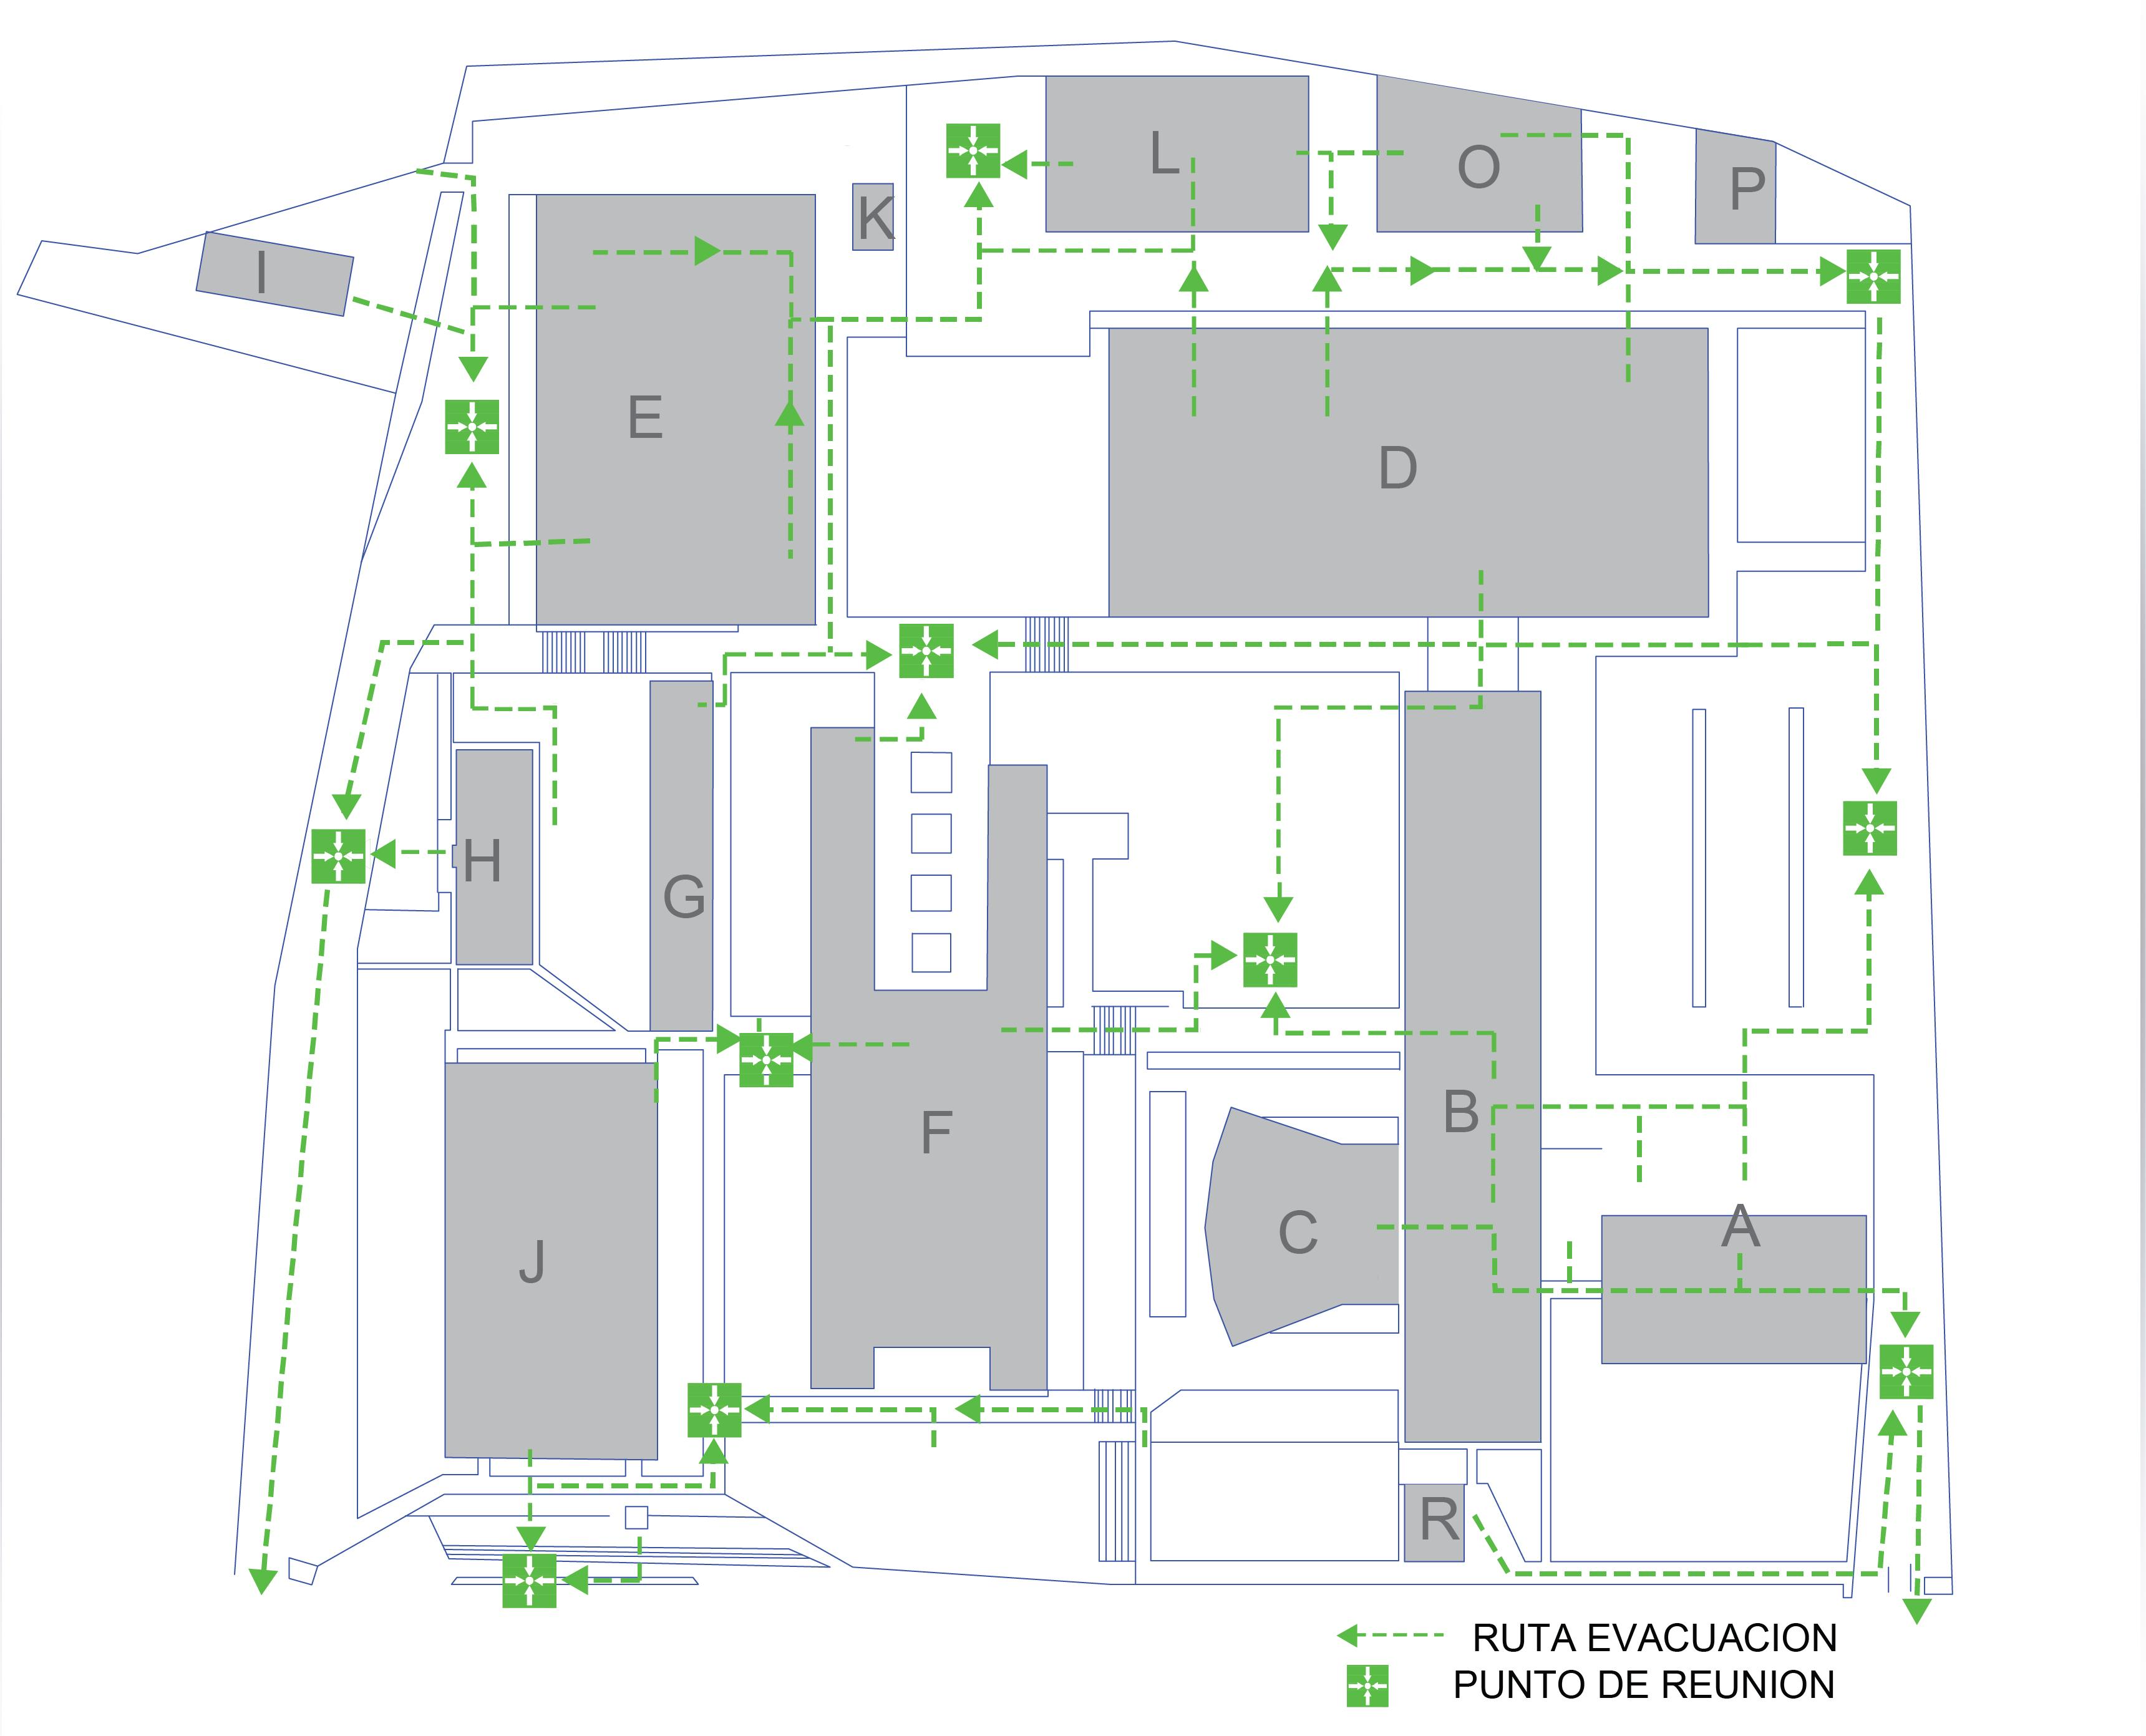 L
O
P
K
I
E
D
H
G
B
F
A
C
J
R
RUTA EVACUACION
PUNTO DE REUNION